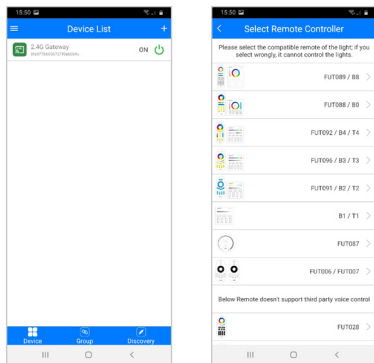 15:50
Device List
+
2.4G Gateway
ON
Device
Group
Discovery
15:50
Select Remote Controller
Please select the compatible remote of the light; if you
select wrongly, it cannot control the lights.
FUT089 / B8
FUT088 / B0
FUT092 / B4 / T4
FUT096 / B3 / T3
FUT091 / B2 / T2
B1 / T1
FUT087
FUT006 / FUT007
Below Remote doesn't support third party voice control
FUT028